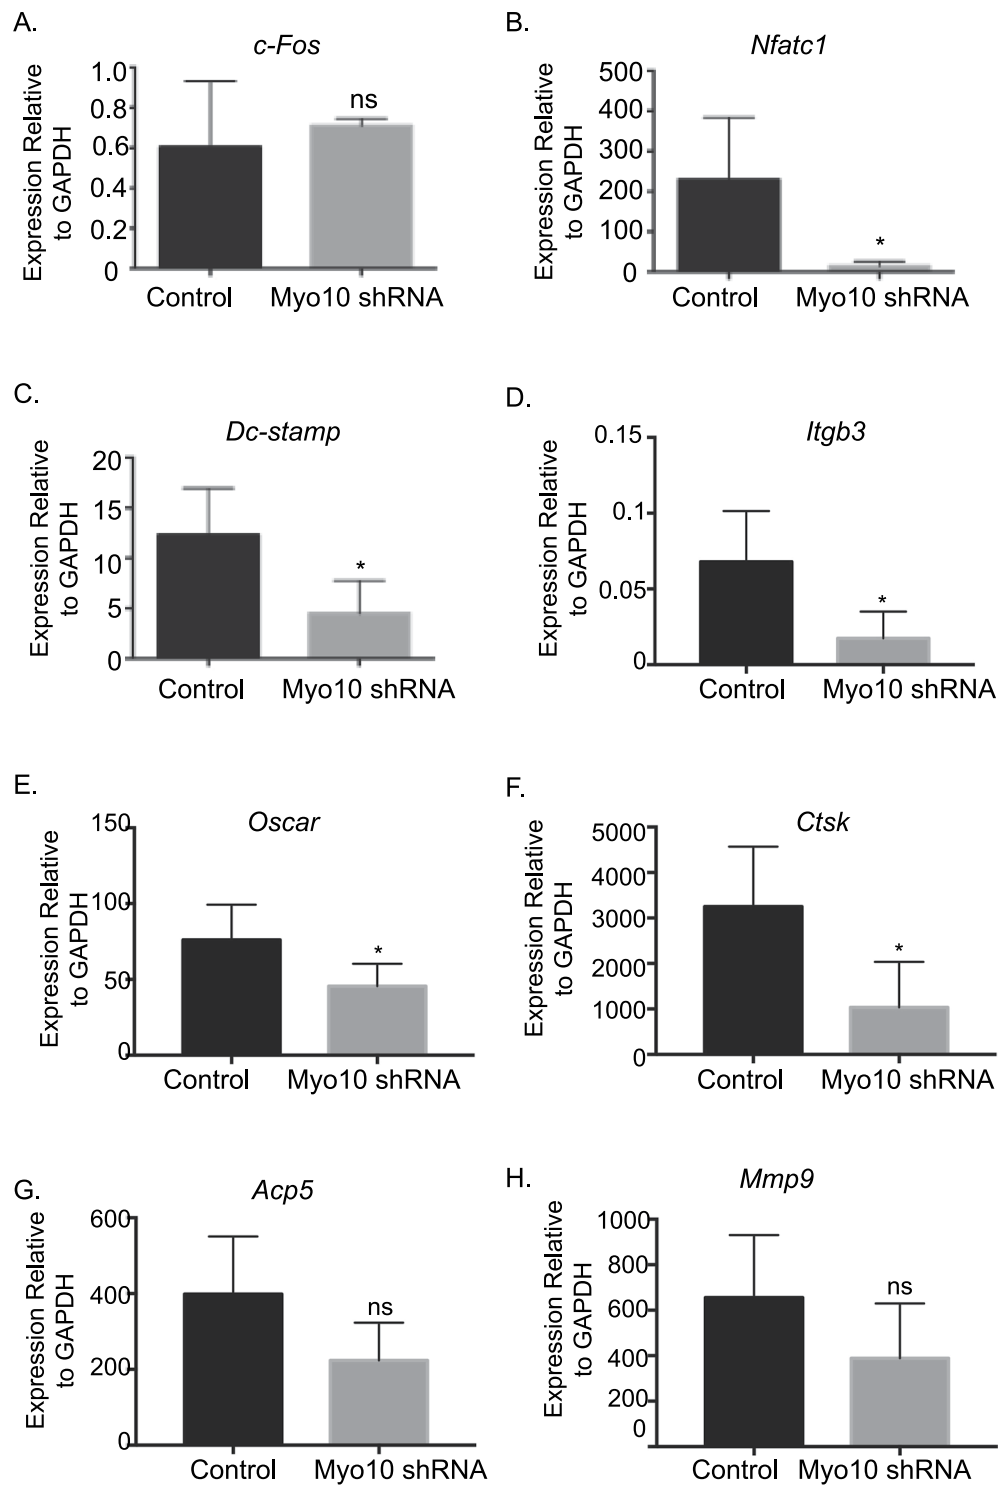 A.
c-Fos
Expression Relative
to GAPDH
1.0
0.8
0.6
0.4
0.2
0
ns
Control
Myo10 shRNA
B.
Nfatc1
Expression Relative
to GAPDH
500
400
300
200
100
0
*
Control
Myo10 shRNA
C.
Dc-stamp
Expression Relative
to GAPDH
20
15
10
5
0
*
Control
Myo10 shRNA
D.
Itgb3
Expression Relative
to GAPDH
0.15
0.1
0.05
0
*
Control
Myo10 shRNA
E.
Oscar
Expression Relative
to GAPDH
150
100
50
0
*
Control
Myo10 shRNA
F.
Ctsk
Expression Relative
to GAPDH
5000
4000
3000
2000
1000
0
*
Control
Myo10 shRNA
G.
Acp5
Expression Relative
to GAPDH
600
400
200
0
ns
Control
Myo10 shRNA
H.
Mmp9
Expression Relative
to GAPDH
1000
800
600
400
200
0
ns
Control
Myo10 shRNA